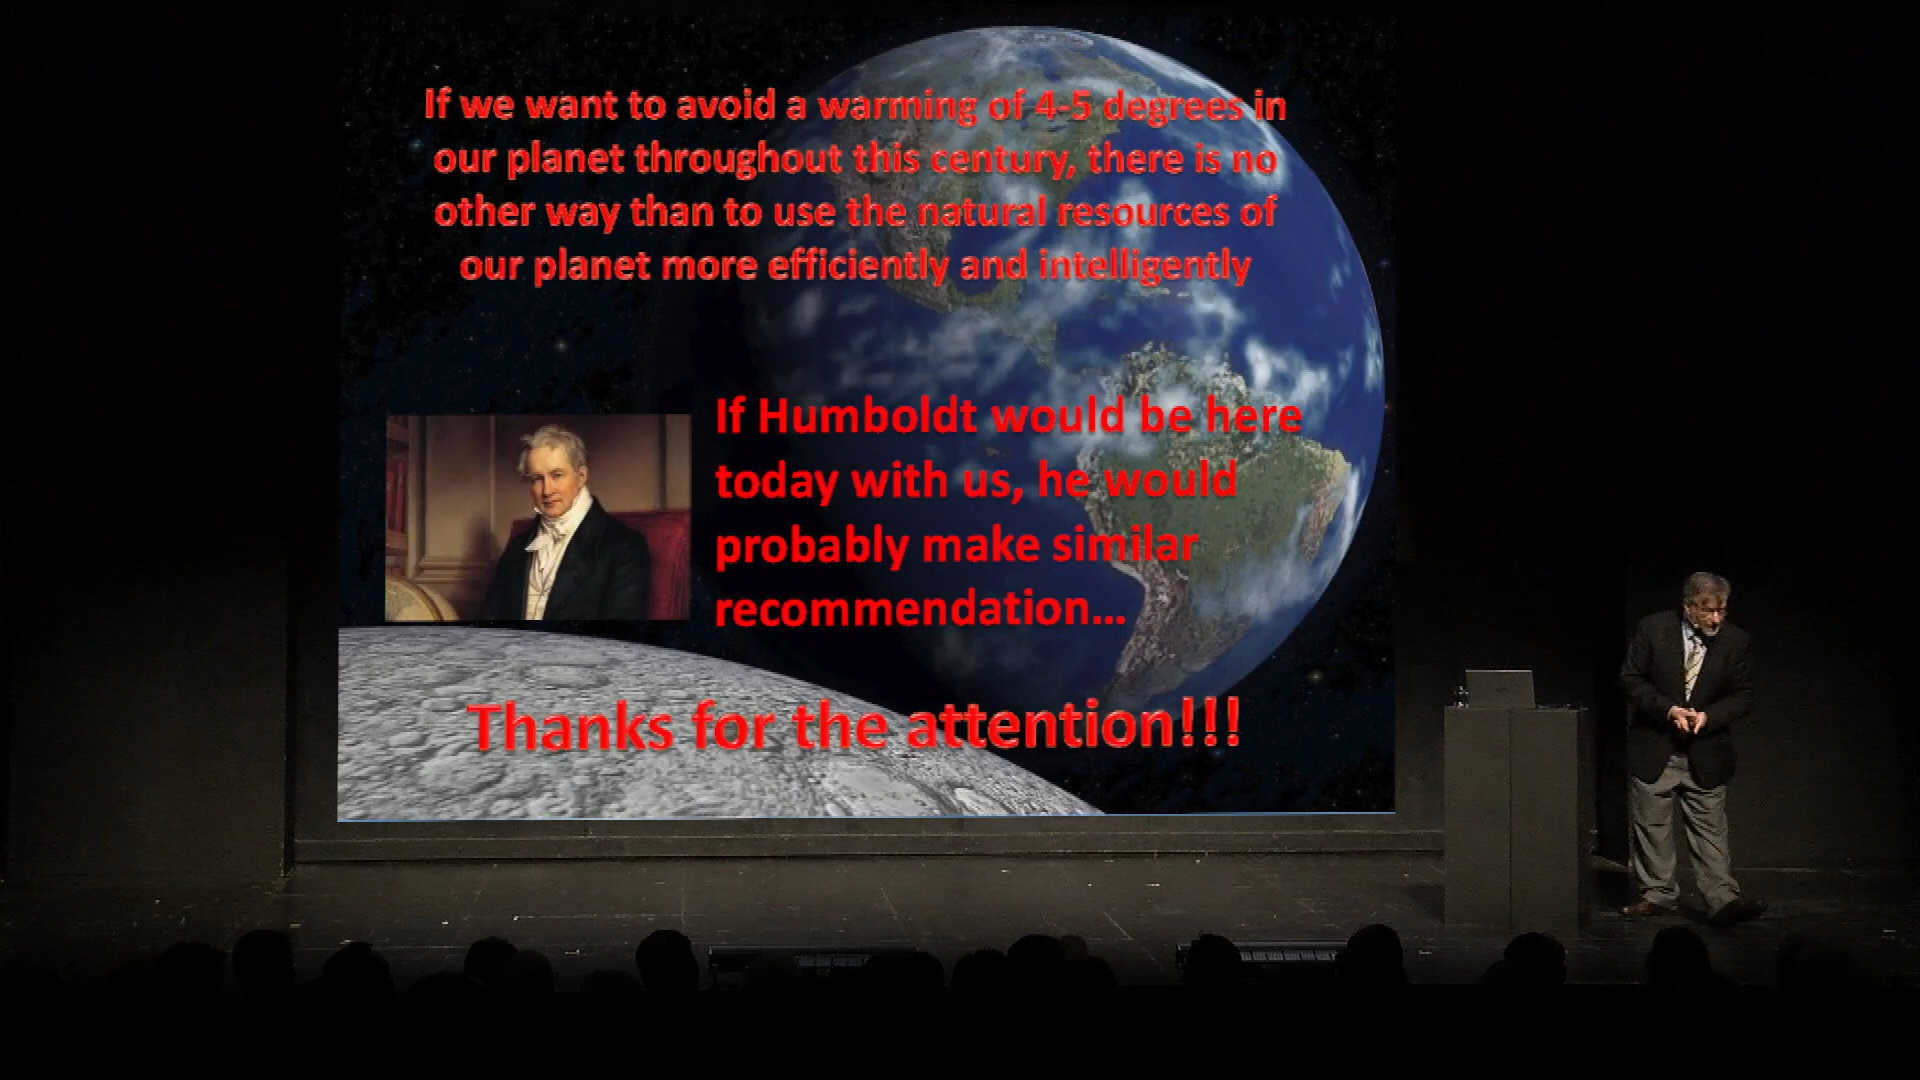 If we want to avoid a warming of 4-5 degrees in
our planet throughout this century, there is no
other way than to use the natural resources of
our planet more efficiently and intelligently
If Humboldt would be here
today with us, he would
probably make similar
recommendation...
Thanks for the attention!!!